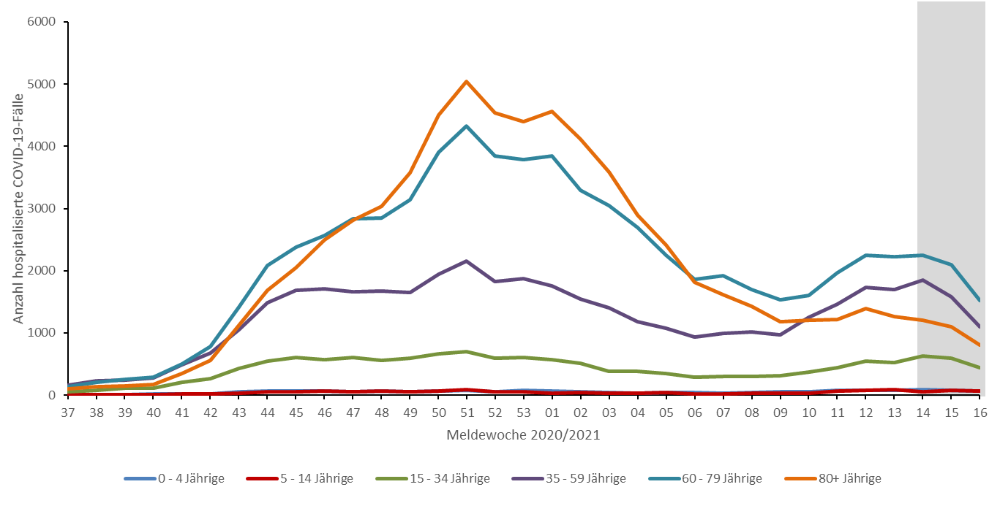 6000
5000
4000
3000
2000
1000
0
Anzahl hospitalisierte COVID-19-Fälle
37 38 39 40 41 42 43 44 45 46 47 48 49 50 51 52 53 01 02 03 04 05 06 07 08 09 10 11 12 13 14 15 16
Meldewoche 2020/2021
0 - 4 Jährige 5 - 14 Jährige 15 - 34 Jährige 35 - 59 Jährige 60 - 79 Jährige 80+ Jährige